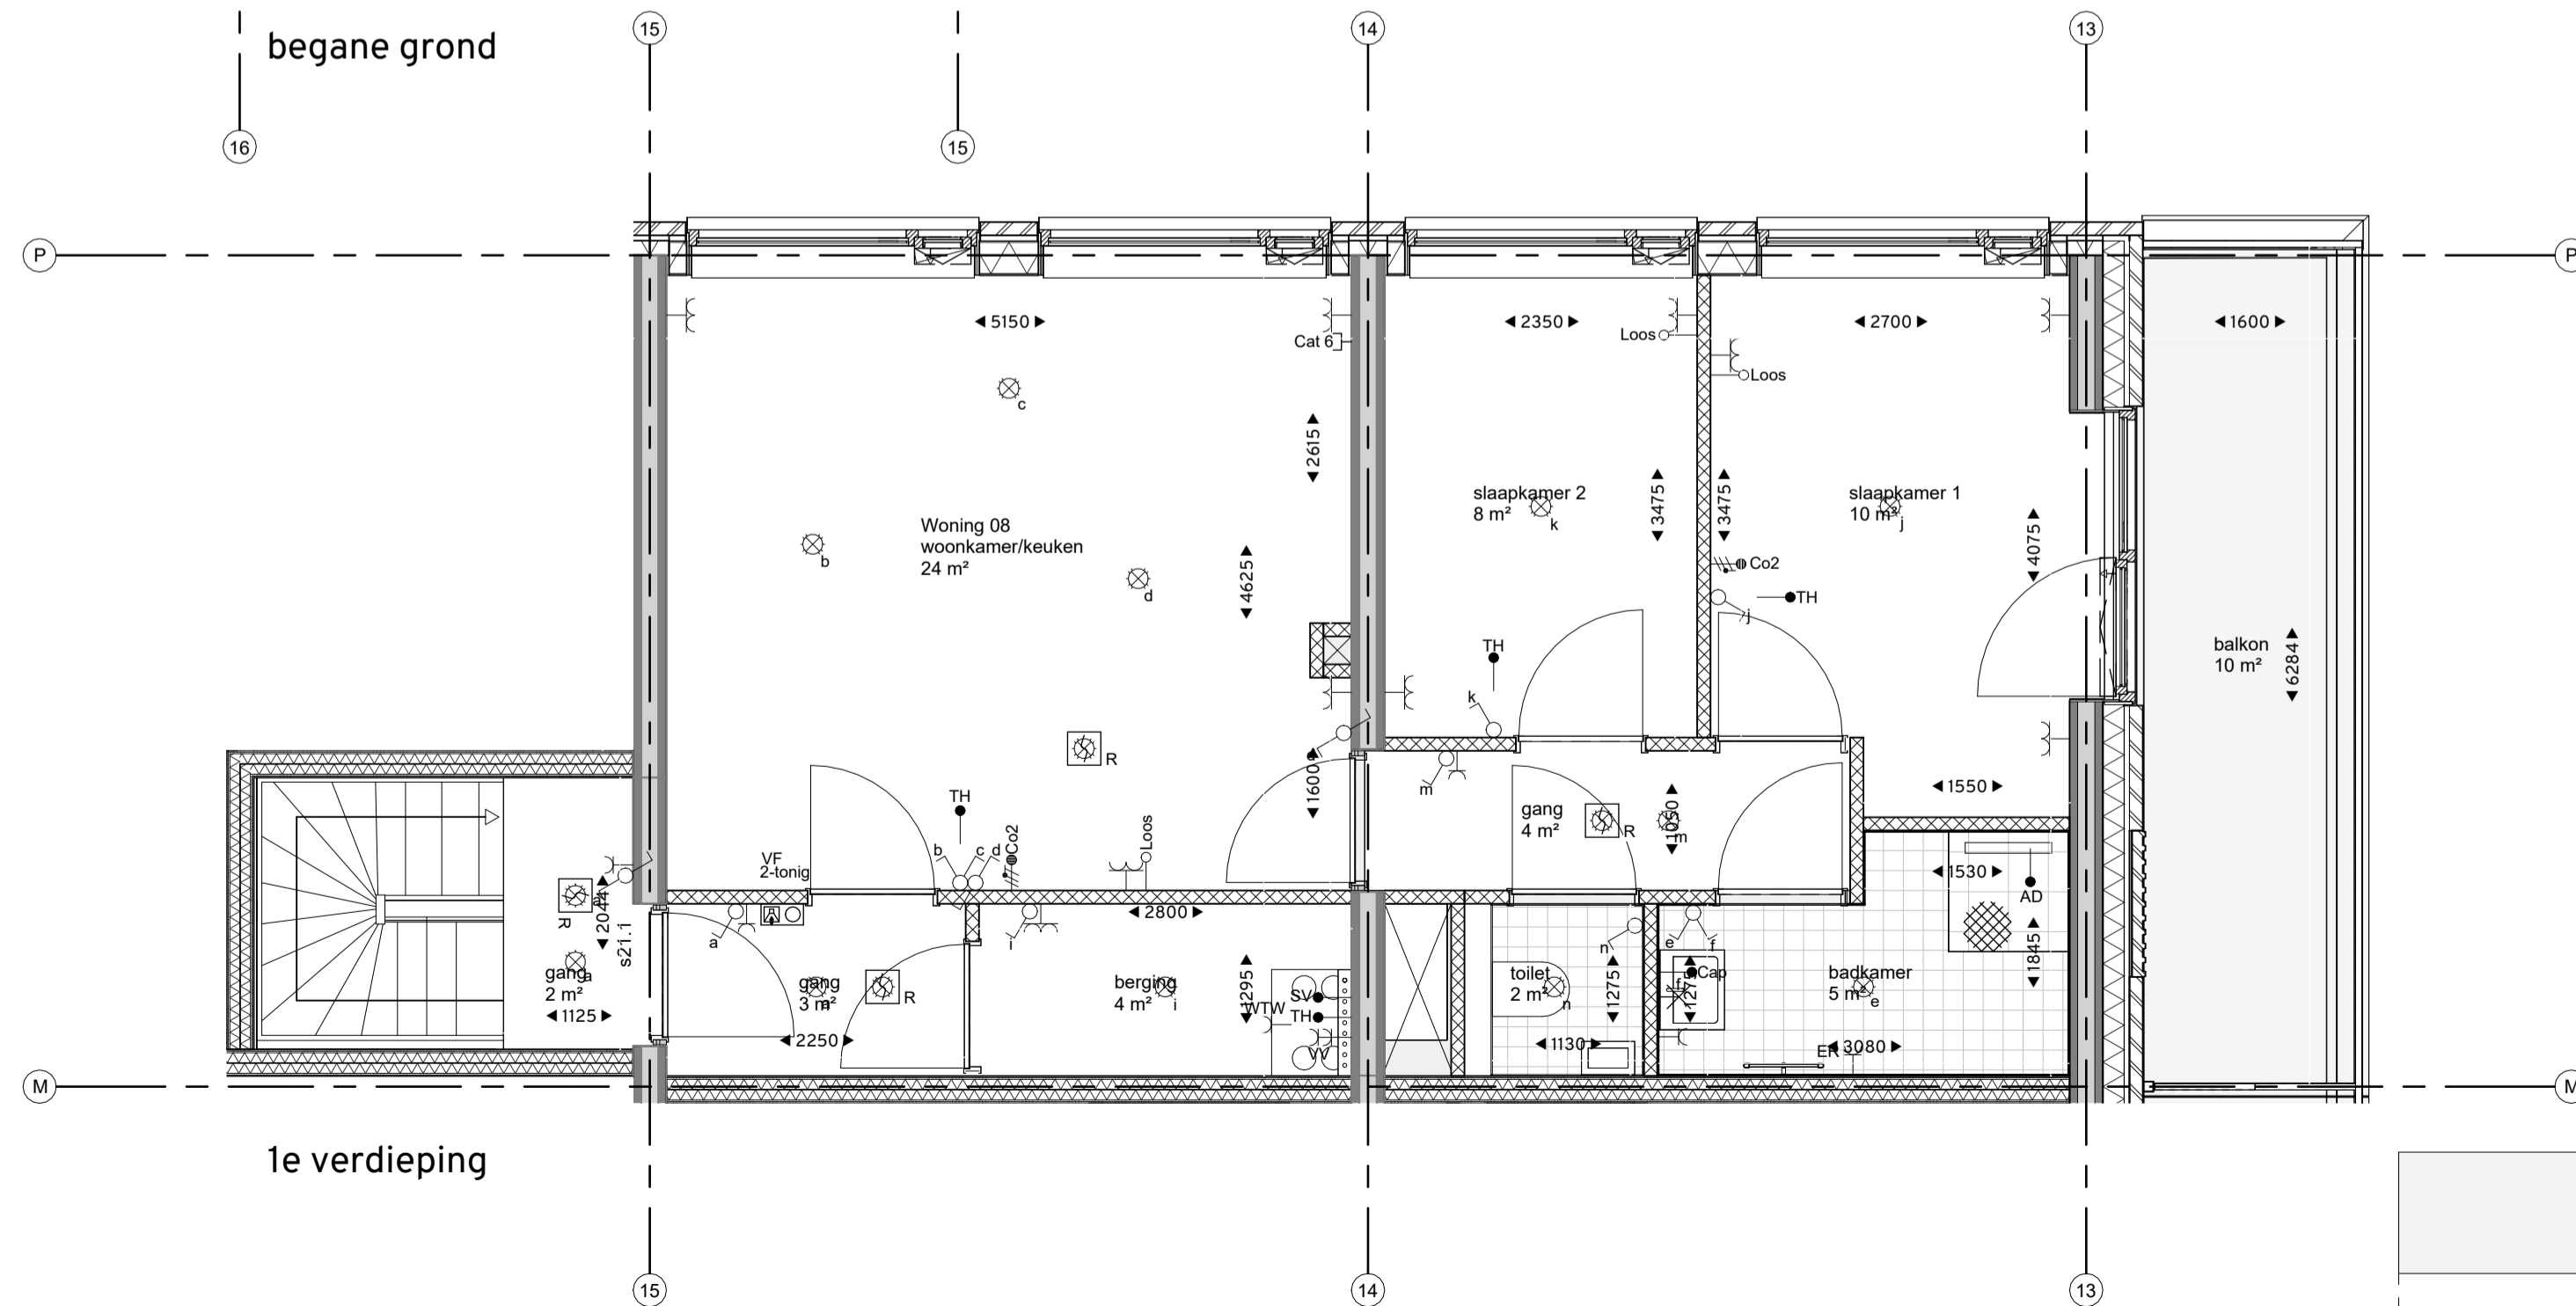 begane grond
15
14
13
16
15
P
P
5150
2350
2700
1600
Cat 6
Loos
Loos
c
2615
slaapkamer 2
8 m²
k
3475
3475
slaapkamer 1
10 m²
j
4075
Woning 08
woonkamer/keuken
24 m²
b
d
4625
Co2
TH
j
TH
k
balkon
10 m²
6284
R
1600
m
gang
4 m²
R
1050
m
1550
TH
VF
2-tonig
b
c
d
Co2
Loos
1530
AD
1845
R
2044
s21.1
a
gang
2 m²
1125
a
gang
3 m²
a
R
2250
i
2800
berging
4 m²
i
1295
WTW
SV
TH
VV
toilet
2 m²
n
n
1275
1130
e
f
Cap
f
1275
badkamer
5 m²
e
ER
3080
M
M
1e verdieping
15
14
13